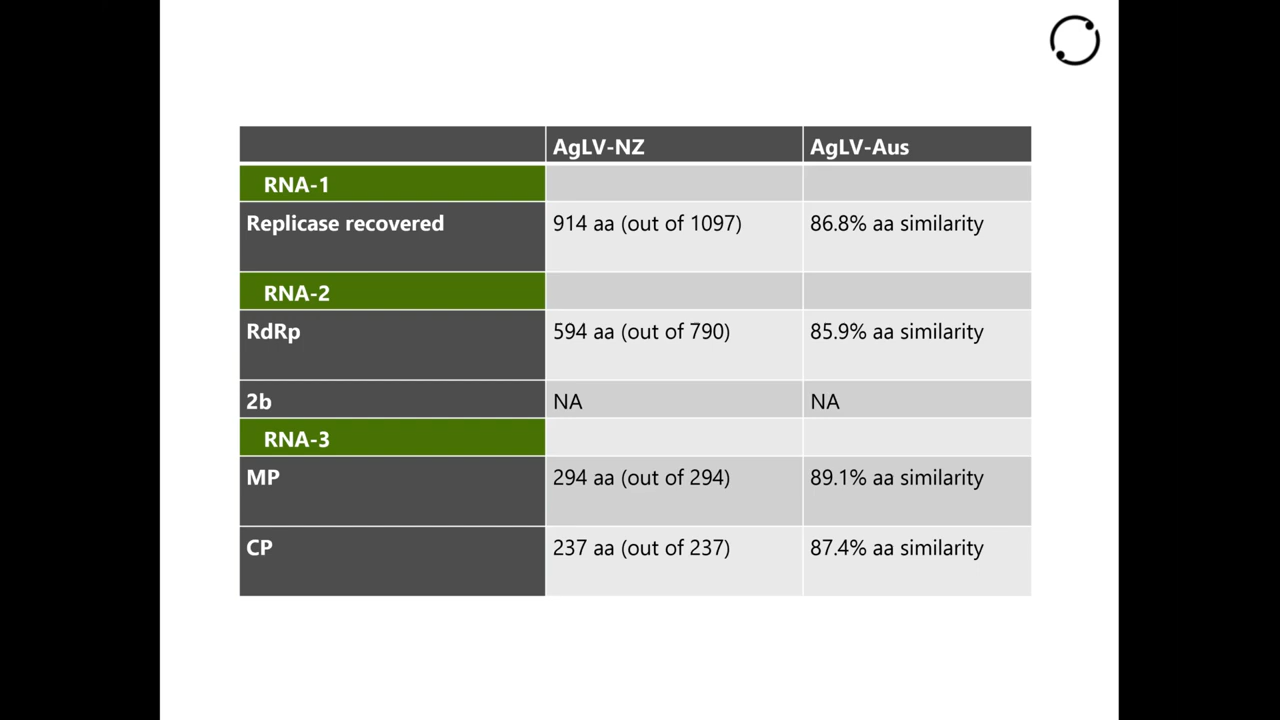 AgLV-NZ AgLV-Aus
RNA-1
Replicase recovered 914 aa (out of 1097) 86.8% aa similarity
RNA-2
RdRp 594 aa (out of 790) 85.9% aa similarity
2b NA NA
RNA-3
MP 294 aa (out of 294) 89.1% aa similarity
CP 237 aa (out of 237) 87.4% aa similarity